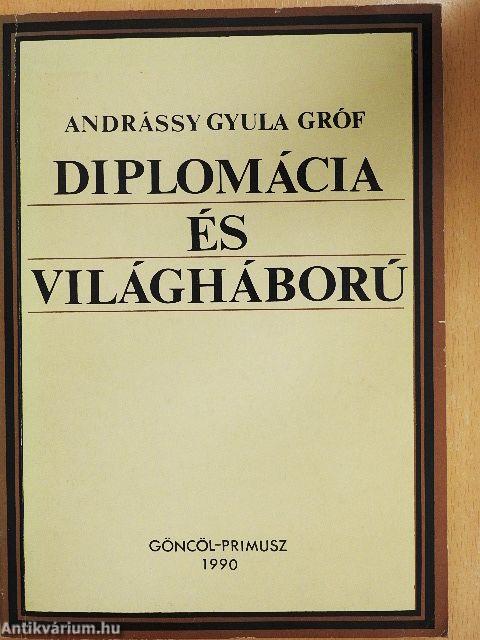 ANDRÁSSY GYULA GRÓF
DIPLOMÁCIA
ÉS
VILÁGHÁBORÚ
GÖNCÖL-PRIMUSZ
1990
Antikvárium.hu